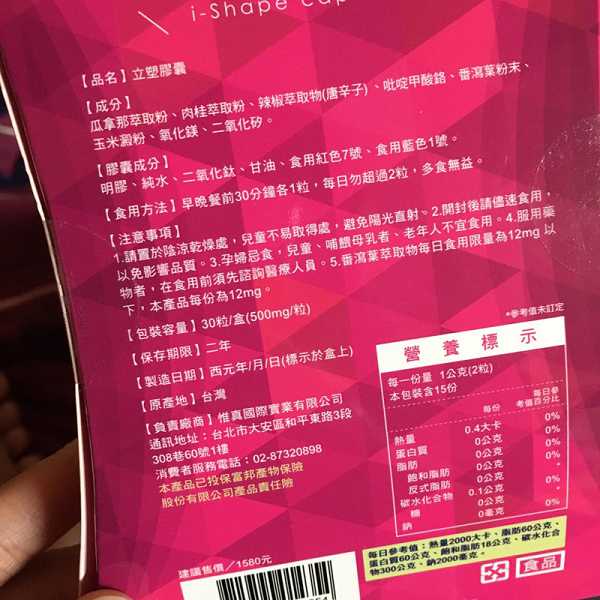 i-Shape Cap
【品名】立塑膠囊
【成分】
瓜拿那萃取粉、肉桂萃取粉、辣椒萃取物(唐辛子)、吡啶甲酸鉻、番瀉葉粉末、
玉米澱粉、氧化鎂、二氧化矽。
【膠囊成分】
明膠、純水、二氧化鈦、甘油、食用紅色7號、食用藍色1號。
【食用方法】早晚餐前30分鐘各1粒，每日勿超過2粒，多食無益。
【注意事項】
1.請置於陰涼乾燥處，兒童不易取得處，避免陽光直射。2.開封後請儘速食用，
以免影響品質。3.孕婦忌食，兒童、哺餵母乳者、老年人不宜食用。4.服用藥
物者，在食用前須先諮詢醫療人員。5.番瀉葉萃取物每日食用限量為12mg 以
下，本產品每份為12mg。
【包裝容量】30粒/盒(500mg/粒)
【保存期限】二年
【製造日期】西元年/月/日(標示於盒上)
【原產地】台灣
【負責廠商】惟真國際實業有限公司
通訊地址：台北市大安區和平東路3段
308巷60號1樓
消費者服務電話：02-87320898
本產品已投保富邦產物保險
股份有限公司產品責任險
建議售價／1580元
*參考值未訂定
營養標示
每一份量 1公克(2粒)
本包裝含15份
每份 每日參考值百分比
熱量 0.4大卡 0%
蛋白質 0公克 0%
脂肪 0公克 0%
飽和脂肪 0公克 0%
反式脂肪 0公克 *
碳水化合物 0.1公克 0%
糖 0公克 *
鈉 0毫克 0%
每日參考值：熱量2000大卡、脂肪60公克、
蛋白質60公克、飽和脂肪18公克、碳水化合
物300公克、鈉2000毫克。
食品